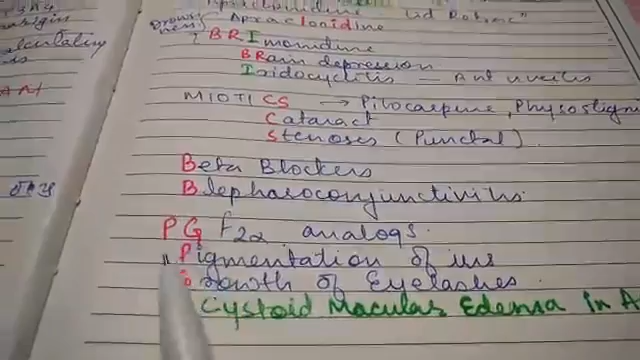 Apraclonidine
BRImonidine
BRain depression
Iridocyclitis — Ant uveitis
MIOTICS → Pilocarpine, Physostigm
Cataract
Stenoses (Punctal)
Beta Blockers
Blepharoconjunctivitis
PG F2α analogs.
Pigmentation of iris
Growth of Eyelashes
Cystoid Macular Edema in A